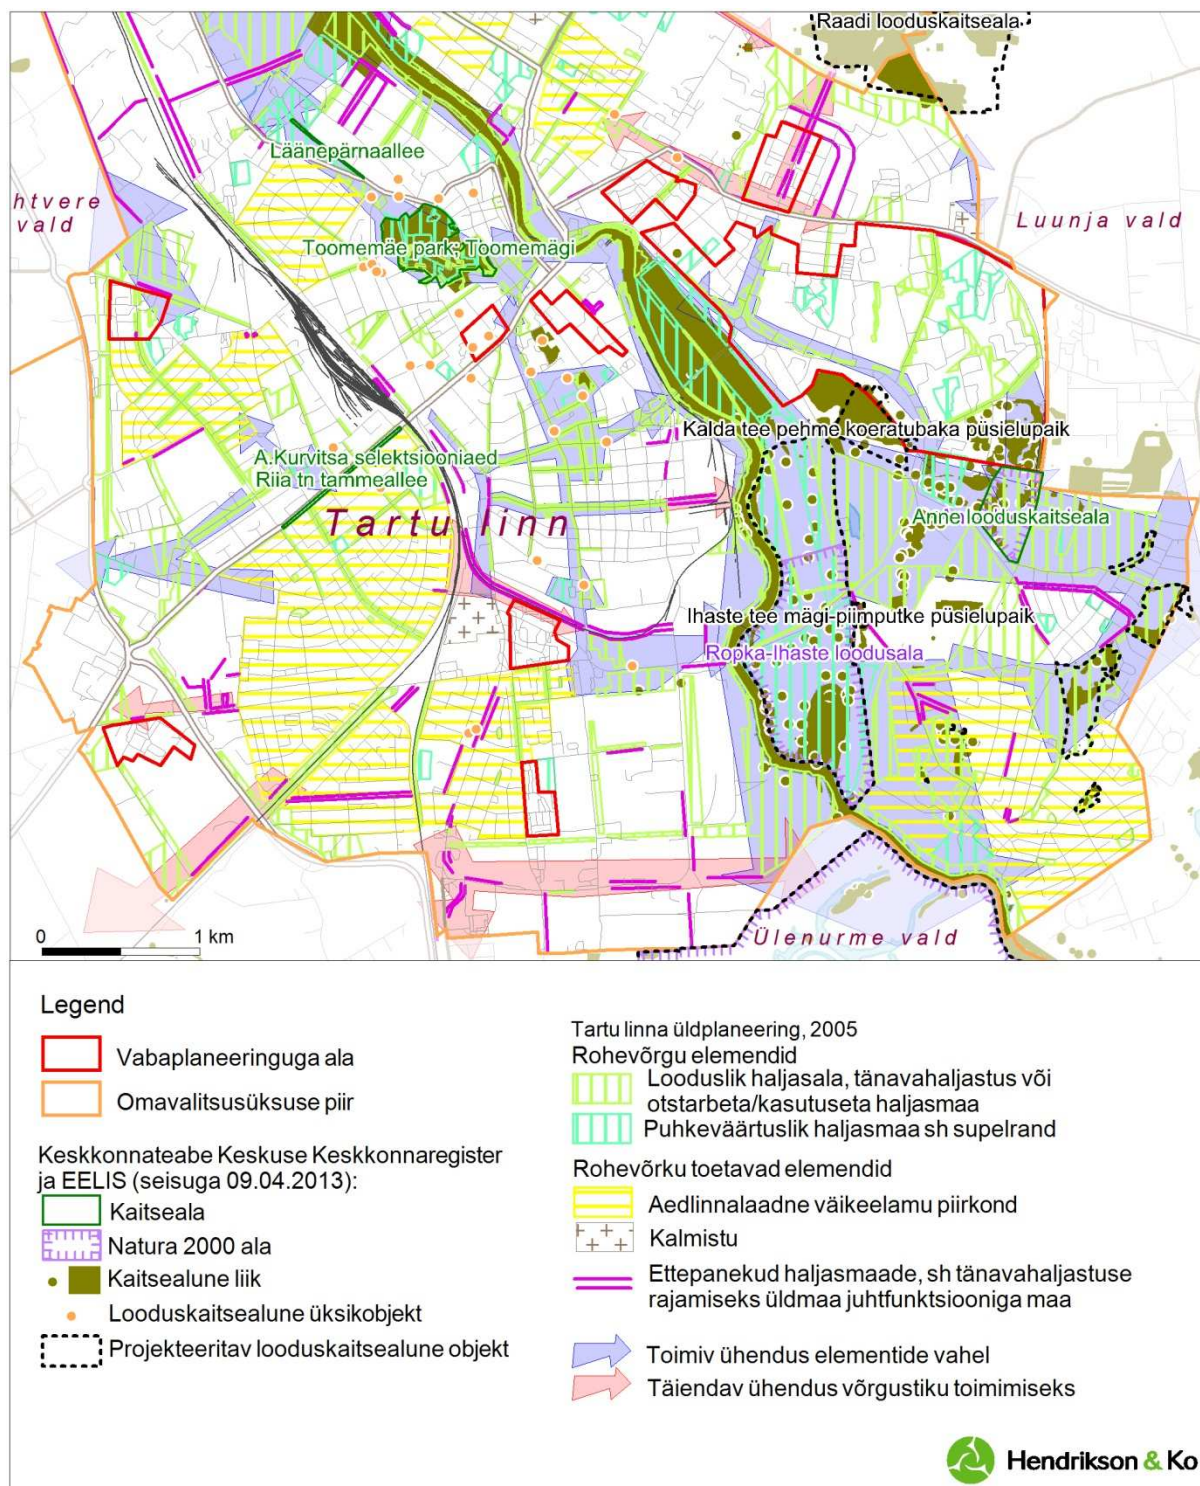 Raadi looduskaitseala
Läänepärnaallee
htvere
vald
Luunja vald
Toomemäe park; Toomemägi
Kalda tee pehme koeratubaka püsielupaik
A.Kurvitsa selektsiooniaed
Riia tn tammeallee
Tartu linn
Anne looduskaitseala
Ihaste tee mägi-piimputke püsielupaik
Ropka-Ihaste loodusala
0 1 km
Ülenurme vald
Legend
Vabaplaneeringuga ala
Omavalitsusüksuse piir
Keskkonnateabe Keskuse Keskkonnaregister
ja EELIS (seisuga 09.04.2013):
Kaitseala
Natura 2000 ala
Kaitsealune liik
Looduskaitsealune üksikobjekt
Projekteeritav looduskaitsealune objekt
Tartu linna üldplaneering, 2005
Rohevõrgu elemendid
Looduslik haljasala, tänavahaljastus või
otstarbeta/kasutuseta haljasmaa
Puhkeväärtuslik haljasmaa sh supelrand
Rohevõrku toetavad elemendid
Aedlinnalaadne väikeelamu piirkond
Kalmistu
Ettepanekud haljasmaade, sh tänavahaljastuse
rajamiseks üldmaa juhtfunktsiooniga maa
Toimiv ühendus elementide vahel
Täiendav ühendus võrgustiku toimimiseks
Hendrikson & Ko